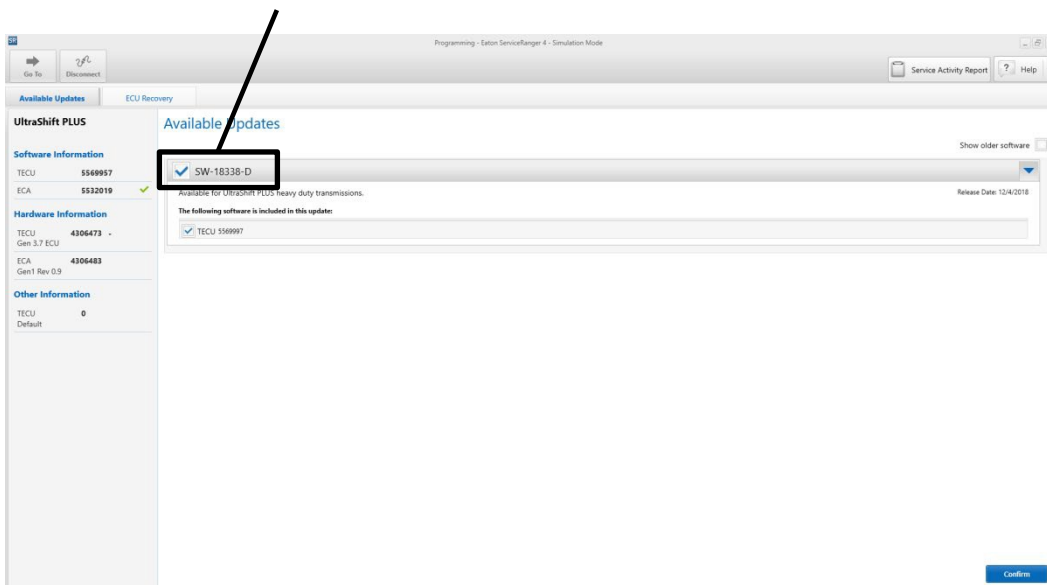 SR
Programming - Eaton ServiceRanger 4 - Simulation Mode
Go To
Disconnect
Service Activity Report
? Help
Available Updates
ECU Recovery
UltraShift PLUS
Available Updates
Show older software
Software Information
TECU 5569957
ECA 5532019
SW-18338-D
Available for UltraShift PLUS heavy duty transmissions.
Release Date: 12/4/2018
The following software is included in this update:
TECU 5569997
Hardware Information
TECU 4306473 -
Gen 3.7 ECU
ECA 4306483
Gen1 Rev 0.9
Other Information
TECU 0
Default
Confirm